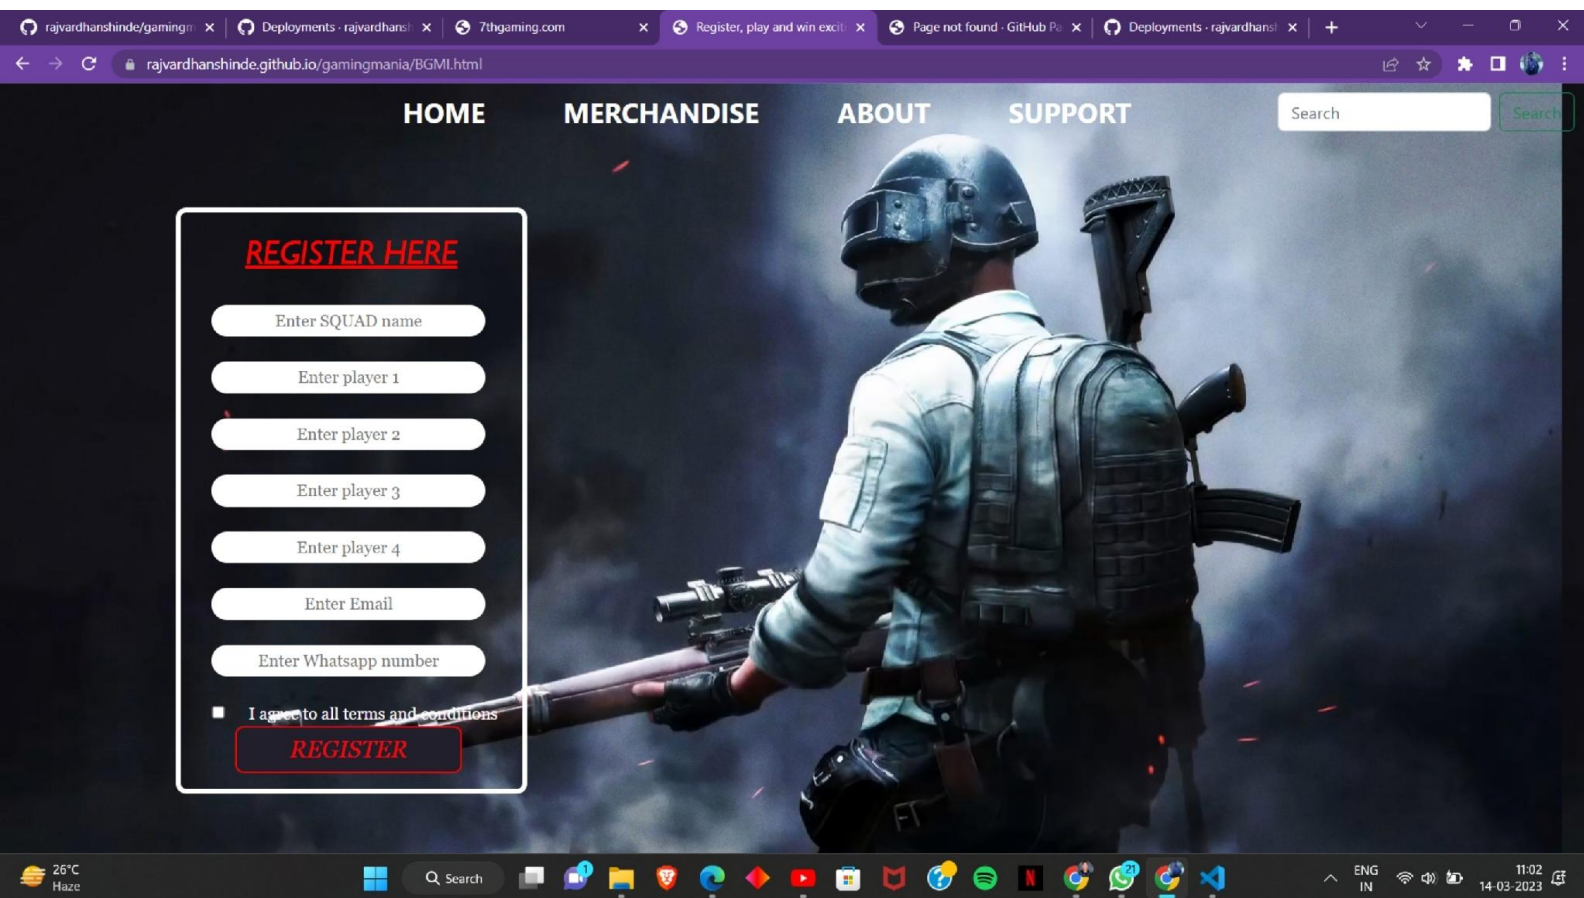 rajvardhanshinde/gamingm
Deployments · rajvardhansh
7thgaming.com
Register, play and win exciti
Page not found · GitHub Pa
Deployments · rajvardhansh
rajvardhanshinde.github.io/gamingmania/BGMI.html
HOME MERCHANDISE ABOUT SUPPORT
Search
Search
REGISTER HERE
Enter SQUAD name
Enter player 1
Enter player 2
Enter player 3
Enter player 4
Enter Email
Enter Whatsapp number
I agree to all terms and conditions
REGISTER
26°C
Haze
Search
1
21
ENG
IN
11:02
14-03-2023